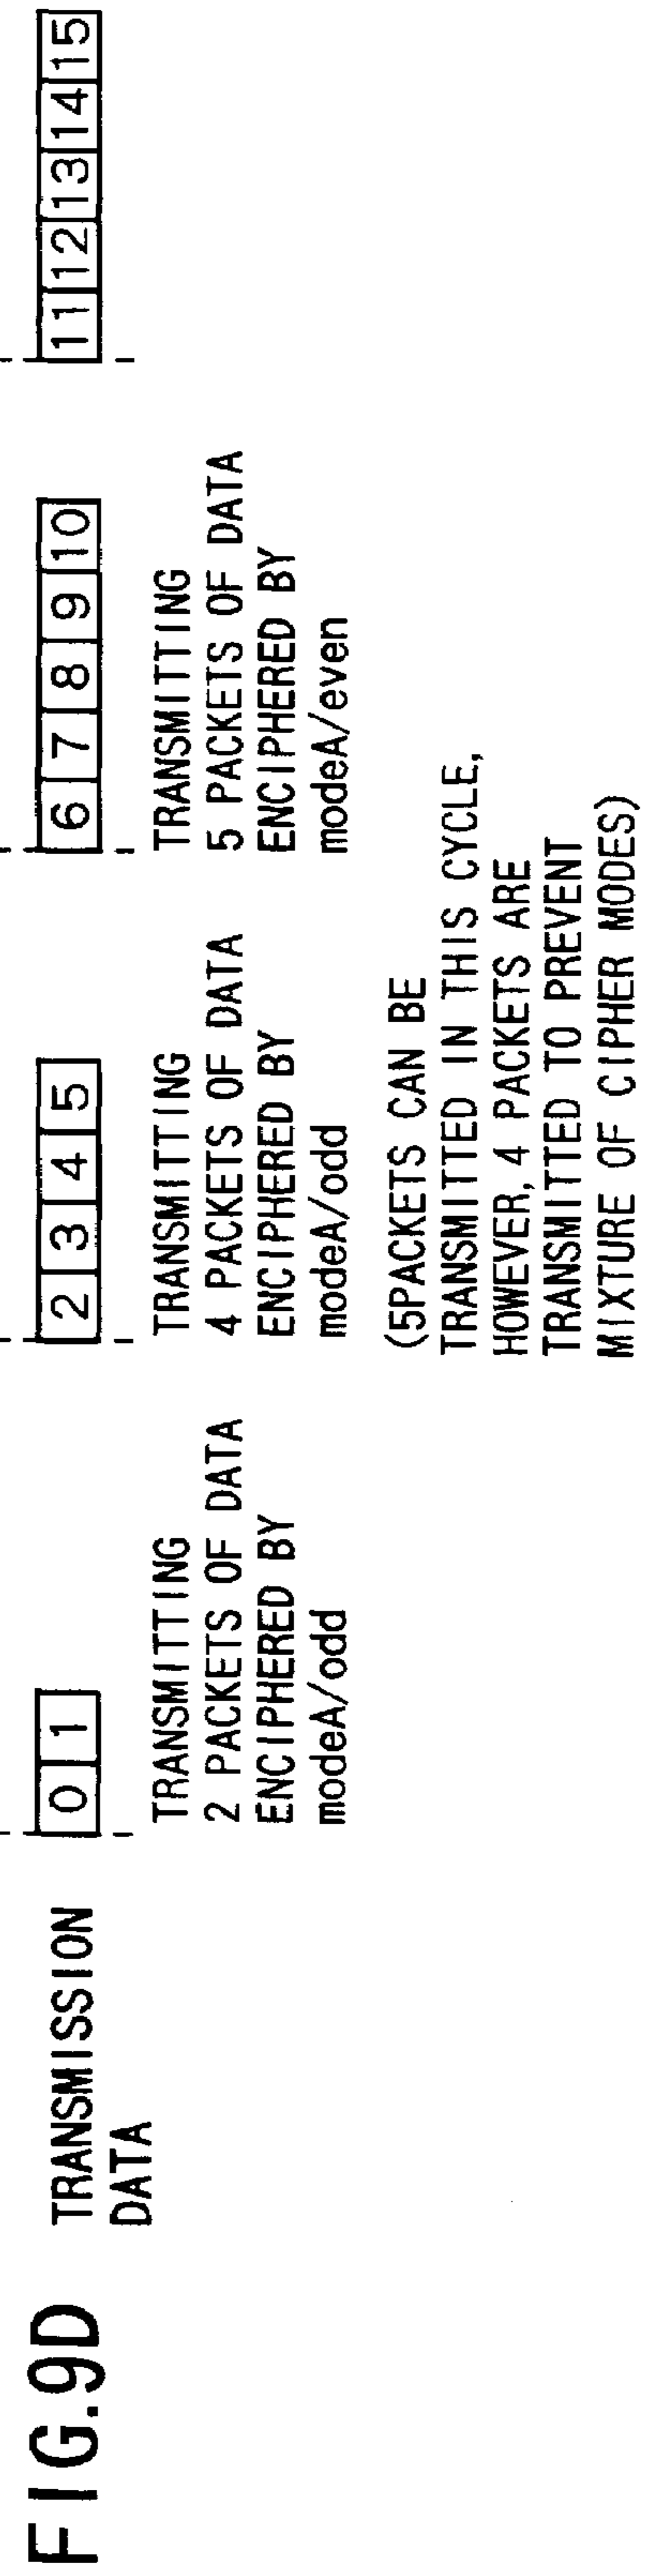 FIG.9D
TRANSMISSION
DATA
0 1
TRANSMITTING
2 PACKETS OF DATA
ENCIPHERED BY
modeA/odd
2 3 4 5
TRANSMITTING
4 PACKETS OF DATA
ENCIPHERED BY
modeA/odd
(5PACKETS CAN BE
TRANSMITTED IN THIS CYCLE,
HOWEVER, 4 PACKETS ARE
TRANSMITTED TO PREVENT
MIXTURE OF CIPHER MODES)
6 7 8 9 10
TRANSMITTING
5 PACKETS OF DATA
ENCIPHERED BY
modeA/even
11 12 13 14 15